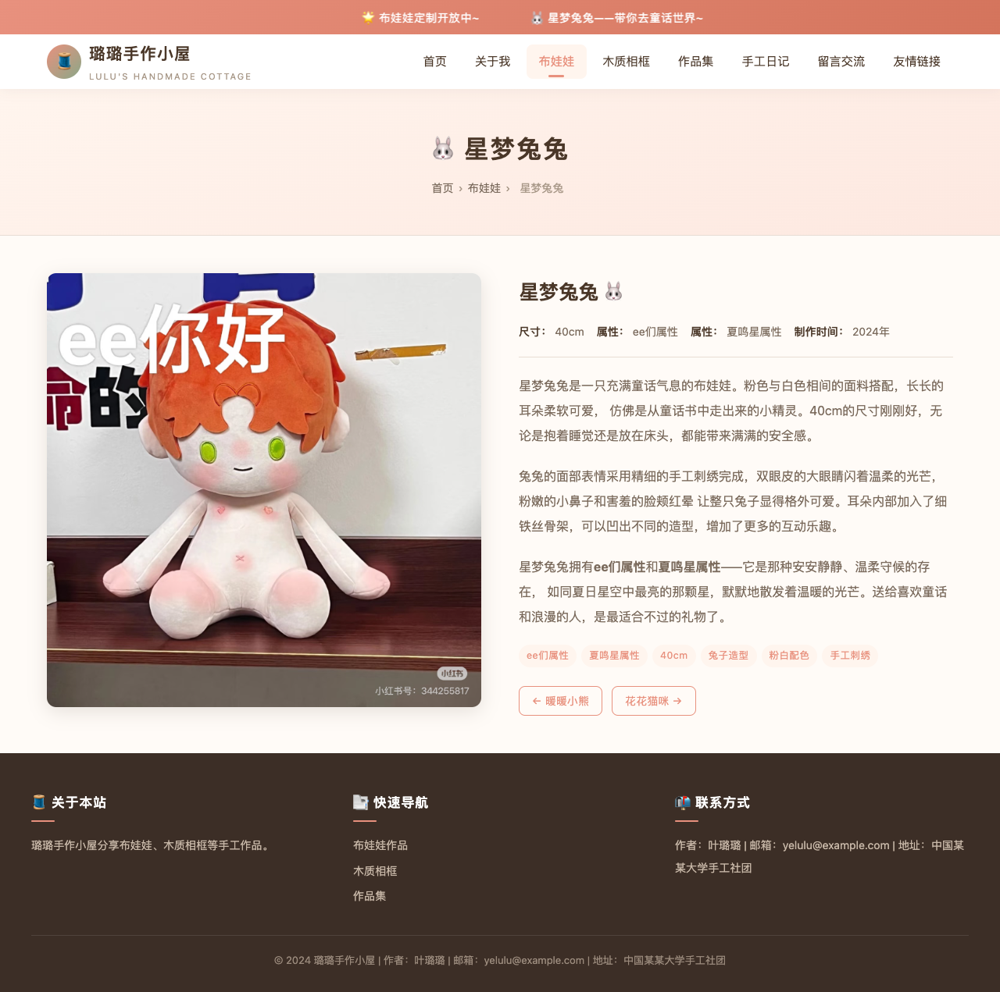 🌟 布娃娃定制开放中~ 🐰 星梦兔兔——带你去童话世界~
璐璐手作小屋
LULU'S HANDMADE COTTAGE
首页 关于我 布娃娃 木质相框 作品集 手工日记 留言交流 友情链接
🐰 星梦兔兔
首页 › 布娃娃 › 星梦兔兔
ee你好
命的
小红书
小红书号：344255817
星梦兔兔 🐰
尺寸： 40cm 属性： ee们属性 属性： 夏鸣星属性 制作时间： 2024年
星梦兔兔是一只充满童话气息的布娃娃。粉色与白色相间的面料搭配，长长的
耳朵柔软可爱， 仿佛是从童话书中走出来的小精灵。40cm的尺寸刚刚好，无
论是抱着睡觉还是放在床头，都能带来满满的安全感。
兔兔的面部表情采用精细的手工刺绣完成，双眼皮的大眼睛闪着温柔的光芒，
粉嫩的小鼻子和害羞的脸颊红晕 让整只兔子显得格外可爱。耳朵内部加入了细
铁丝骨架，可以凹出不同的造型，增加了更多的互动乐趣。
星梦兔兔拥有ee们属性和夏鸣星属性——它是那种安安静静、温柔守候的存
在， 如同夏日星空中最亮的那颗星，默默地散发着温暖的光芒。送给喜欢童话
和浪漫的人，是最适合不过的礼物了。
ee们属性 夏鸣星属性 40cm 兔子造型 粉白配色 手工刺绣
← 暖暖小熊 花花猫咪 →
🧵 关于本站
璐璐手作小屋分享布娃娃、木质相框等手工作品。
📑 快速导航
布娃娃作品
木质相框
作品集
📬 联系方式
作者：叶璐璐 | 邮箱：yelulu@example.com | 地址：中国某
某大学手工社团
© 2024 璐璐手作小屋 | 作者：叶璐璐 | 邮箱：yelulu@example.com | 地址：中国某某大学手工社团